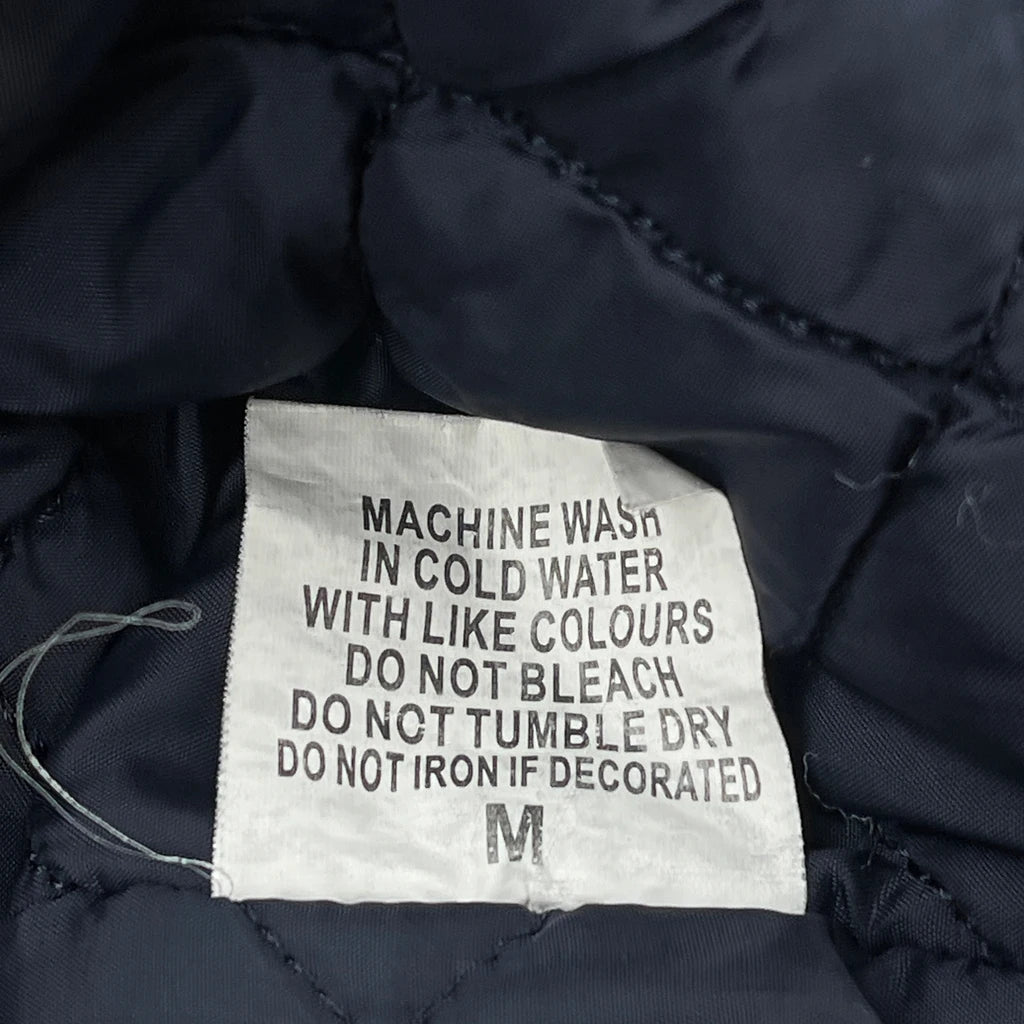 MACHINE WASH
IN COLD WATER
WITH LIKE COLOURS
DO NOT BLEACH
DO NOT TUMBLE DRY
DO NOT IRON IF DECORATED
M